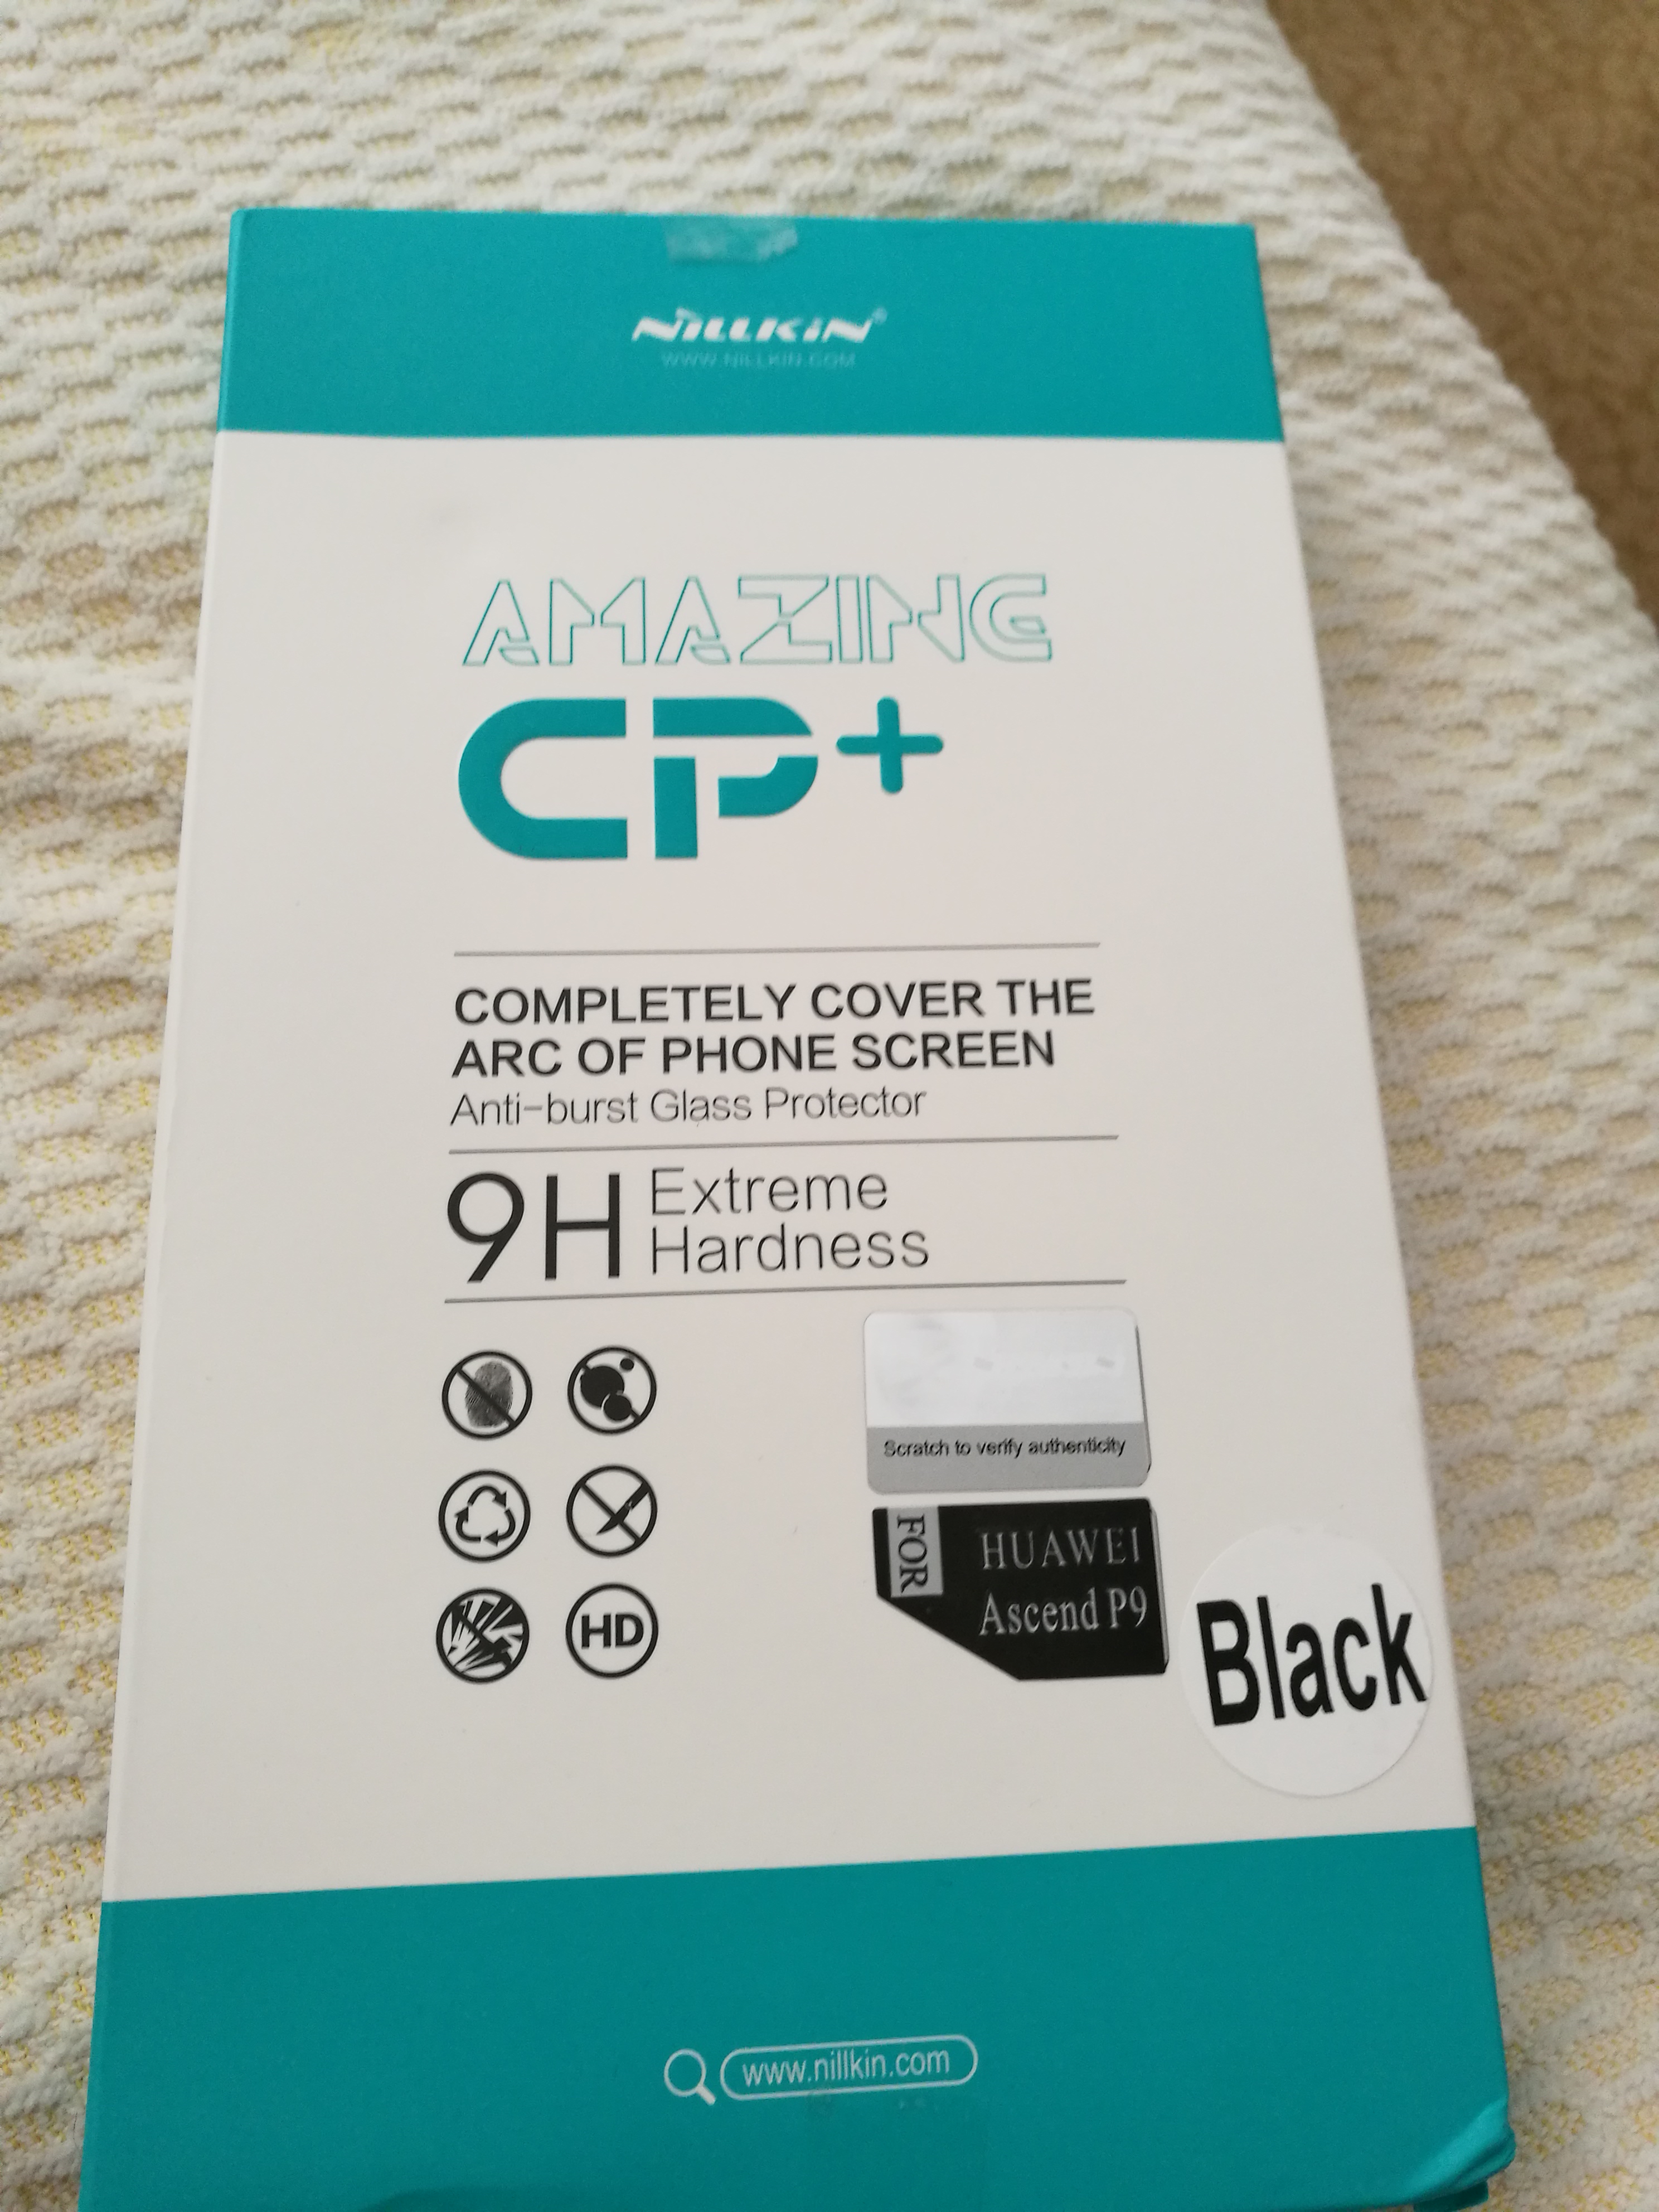 NILLKIN®
WWW.NILLKIN.COM
AMAZING
CP+
COMPLETELY COVER THE
ARC OF PHONE SCREEN
Anti-burst Glass Protector
9H Extreme
Hardness
Scratch to verify authenticity
FOR
HUAWEI
Ascend P9
HD
Black
www.nillkin.com